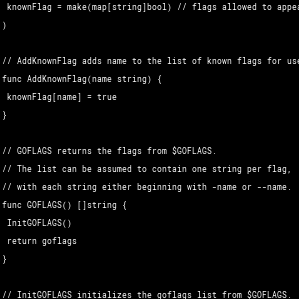 knownFlag = make(map[string]bool) // flags allowed to appea
)
// AddKnownFlag adds name to the list of known flags for use
func AddKnownFlag(name string) {
knownFlag[name] = true
}
// GOFLAGS returns the flags from $GOFLAGS.
// The list can be assumed to contain one string per flag,
// with each string either beginning with -name or --name.
func GOFLAGS() []string {
InitGOFLAGS()
return goflags
}
// InitGOFLAGS initializes the goflags list from $GOFLAGS.